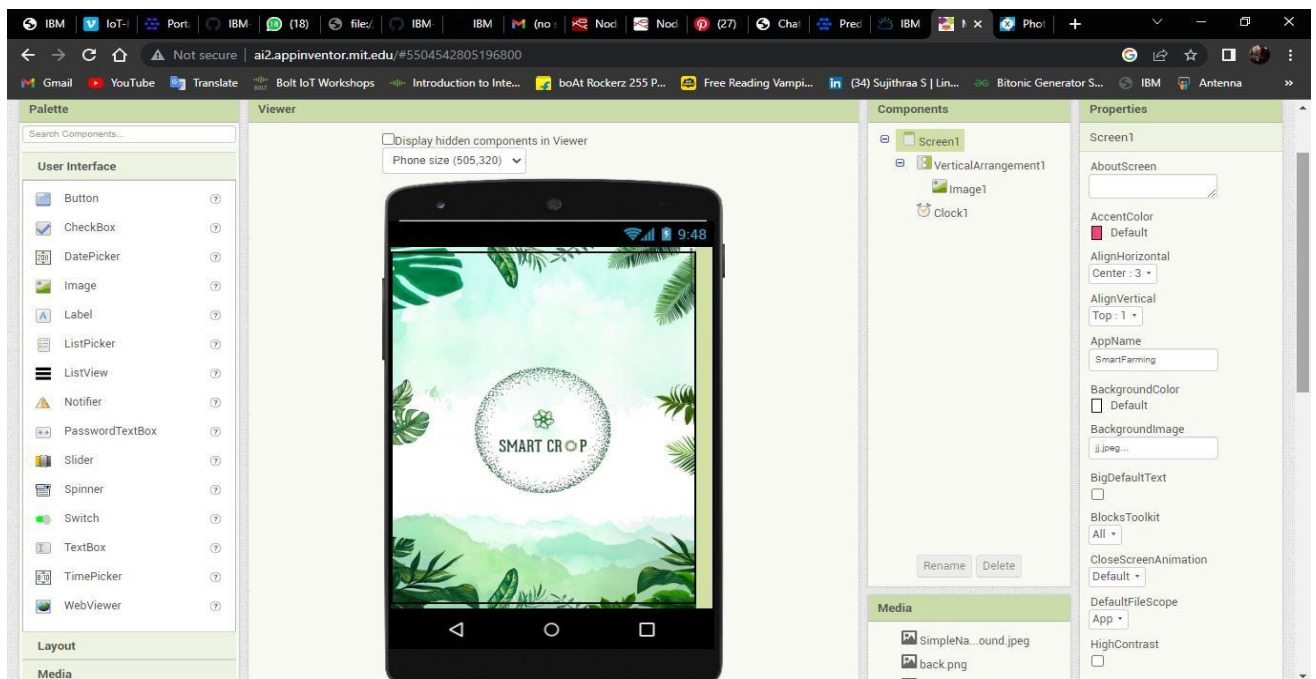 IBM
IoT-
Port
IBM
(18)
file:/
IBM-
IBM
(no
Nod
Nod
(27)
Chat
Pred
IBM
Phot
Not secure
ai2.appinventor.mit.edu/#5504542805196800
Gmail
YouTube
Translate
Bolt IoT Workshops
Introduction to Inte...
boAt Rockerz 255 P...
Free Reading Vampi...
(34) Sujithraa S | Lin...
Bitonic Generator S...
IBM
Antenna
»
Palette
Search Components...
User Interface
Button
CheckBox
DatePicker
Image
Label
ListPicker
ListView
Notifier
PasswordTextBox
Slider
Spinner
Switch
TextBox
TimePicker
WebViewer
Layout
Media
Viewer
Display hidden components in Viewer
Phone size (505,320)
9:48
SMART CROP
Components
Screen1
VerticalArrangement1
Image1
Clock1
Rename
Delete
Media
SimpleNa...ound.jpeg
back.png
Properties
Screen1
AboutScreen
AccentColor
Default
AlignHorizontal
Center : 3
AlignVertical
Top : 1
AppName
SmartFarming
BackgroundColor
Default
BackgroundImage
jj.jpeg...
BigDefaultText
BlocksToolkit
All
CloseScreenAnimation
Default
DefaultFileScope
App
HighContrast